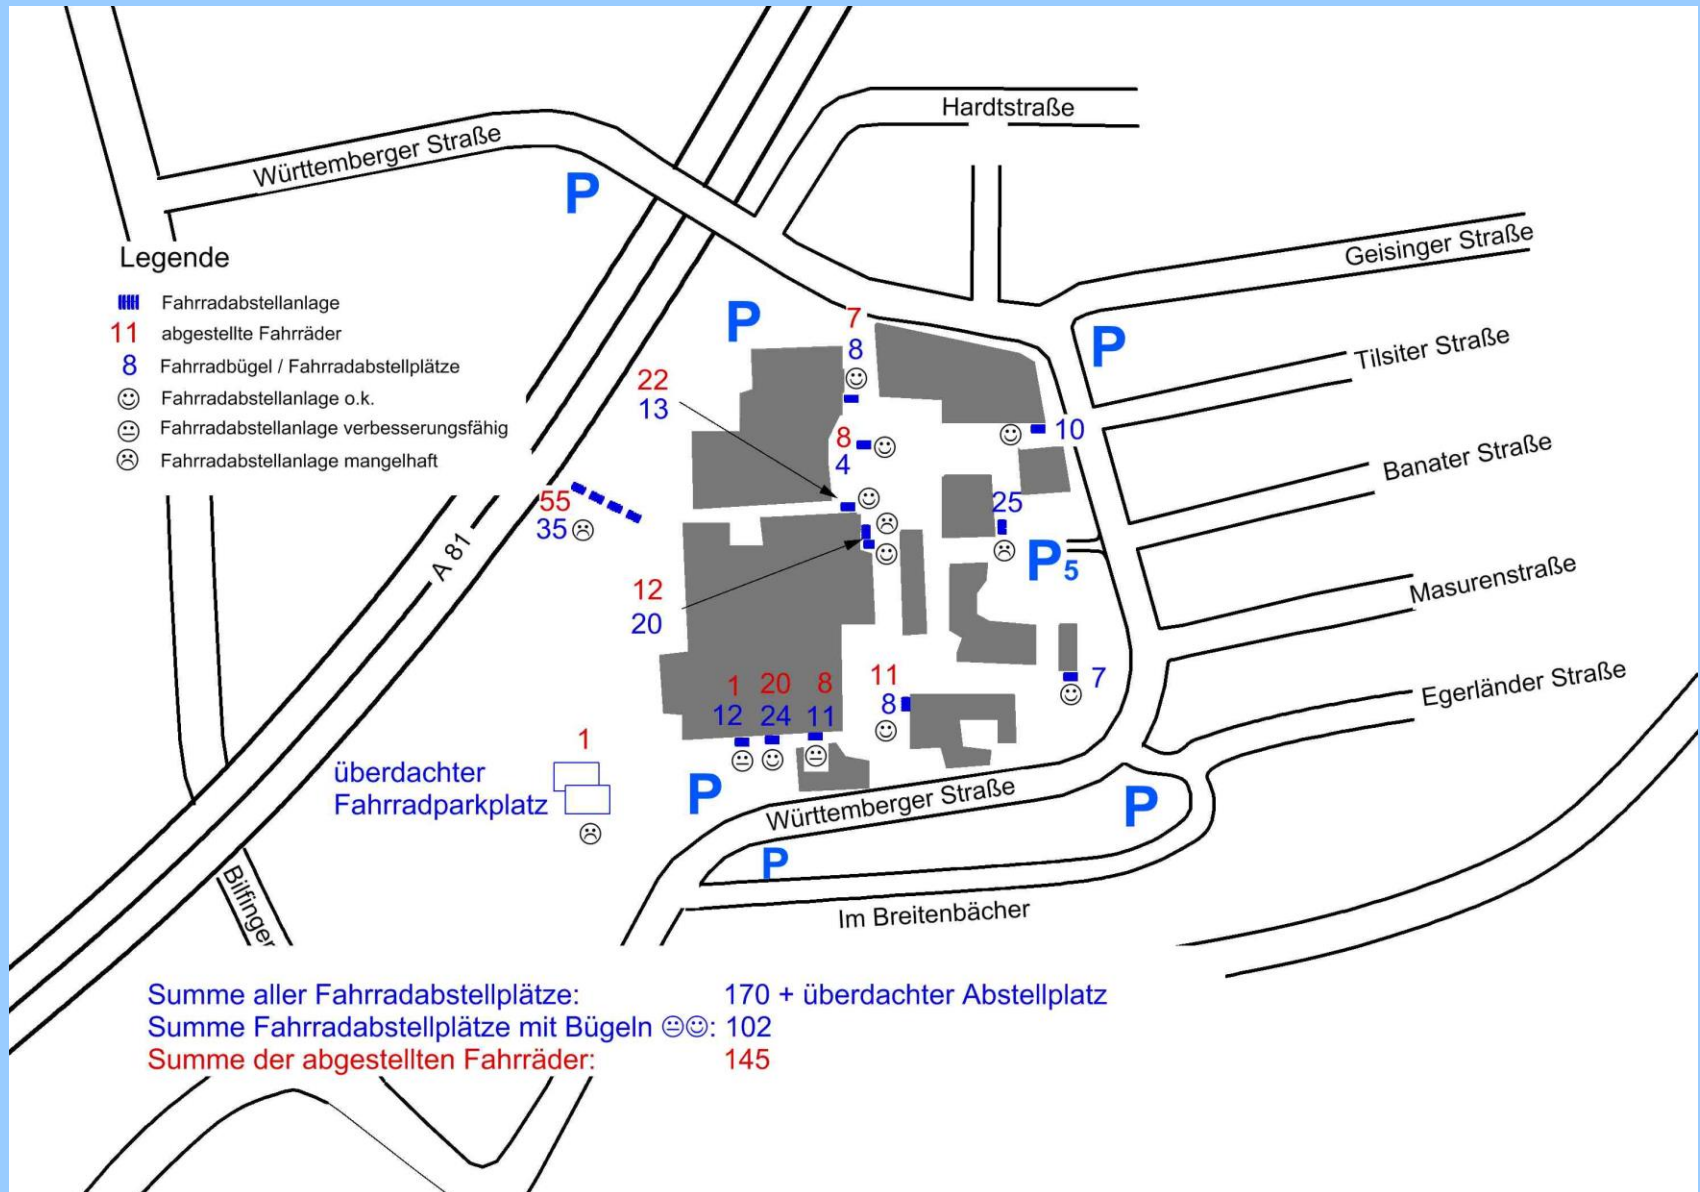 Hardtstraße
Württemberger Straße
P
Geisinger Straße
Legende
Fahrradabstellanlage
11 abgestellte Fahrräder
8 Fahrradbügel / Fahrradabstellplätze
Fahrradabstellanlage o.k.
Fahrradabstellanlage verbesserungsfähig
Fahrradabstellanlage mangelhaft
P
7
8
P
Tilsiter Straße
22
13
8
4
10
Banater Straße
55
35
25
A 81
P5
12
20
Masurenstraße
1 20 8
12 24 11
11
8
7
Egerländer Straße
1
überdachter
Fahrradparkplatz
P
Württemberger Straße
P
P
Bilfinger
Im Breitenbächer
Summe aller Fahrradabstellplätze: 170 + überdachter Abstellplatz
Summe Fahrradabstellplätze mit Bügeln 😐☺: 102
Summe der abgestellten Fahrräder: 145